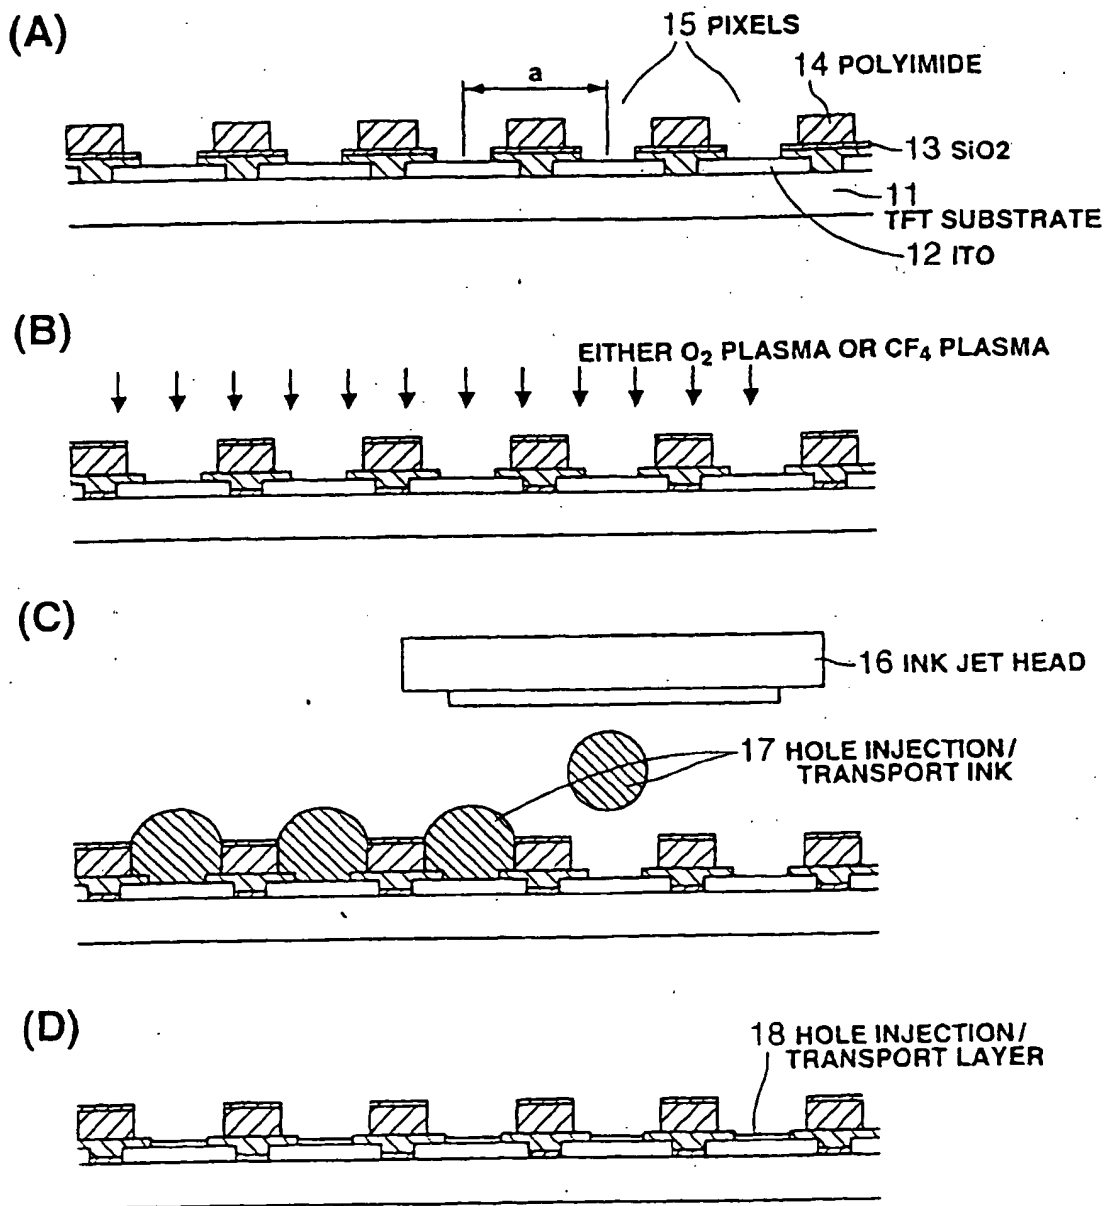 (A)
15 PIXELS
14 POLYIMIDE
a
13 SiO2
11
TFT SUBSTRATE
12 ITO
(B)
EITHER O2 PLASMA OR CF4 PLASMA
(C)
16 INK JET HEAD
17 HOLE INJECTION/
TRANSPORT INK
(D)
18 HOLE INJECTION/
TRANSPORT LAYER